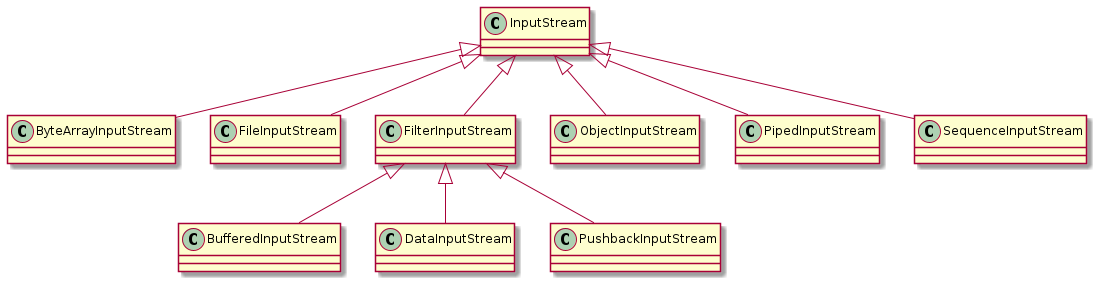 C InputStream
C ByteArrayInputStream
C FileInputStream
C FilterInputStream
C ObjectInputStream
C PipedInputStream
C SequenceInputStream
C BufferedInputStream
C DataInputStream
C PushbackInputStream